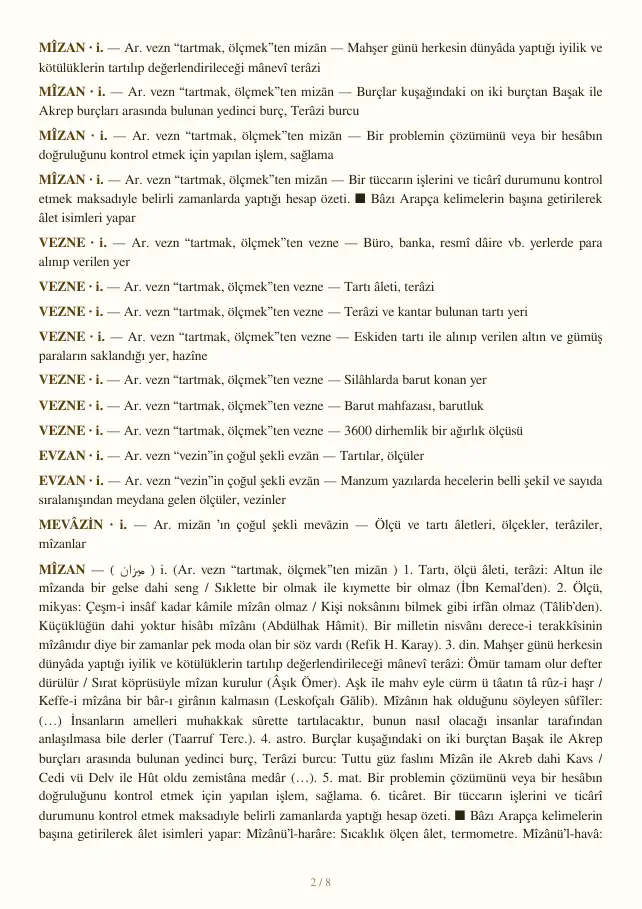 MÎZAN · i. — Ar. vezn “tartmak, ölçmek”ten mizān — Mahşer günü herkesin dünyâda yaptığı iyilik ve
kötülüklerin tartılıp değerlendirileceği mânevî terâzi
MÎZAN · i. — Ar. vezn “tartmak, ölçmek”ten mizān — Burçlar kuşağındaki on iki burçtan Başak ile
Akrep burçları arasında bulunan yedinci burç, Terâzi burcu
MÎZAN · i. — Ar. vezn “tartmak, ölçmek”ten mizān — Bir problemin çözümünü veya bir hesâbın
doğruluğunu kontrol etmek için yapılan işlem, sağlama
MÎZAN · i. — Ar. vezn “tartmak, ölçmek”ten mizān — Bir tüccarın işlerini ve ticârî durumunu kontrol
etmek maksadıyle belirli zamanlarda yaptığı hesap özeti. ■ Bâzı Arapça kelimelerin başına getirilerek
âlet isimleri yapar
VEZNE · i. — Ar. vezn “tartmak, ölçmek”ten vezne — Büro, banka, resmî dâire vb. yerlerde para
alınıp verilen yer
VEZNE · i. — Ar. vezn “tartmak, ölçmek”ten vezne — Tartı âleti, terâzi
VEZNE · i. — Ar. vezn “tartmak, ölçmek”ten vezne — Terâzi ve kantar bulunan tartı yeri
VEZNE · i. — Ar. vezn “tartmak, ölçmek”ten vezne — Eskiden tartı ile alınıp verilen altın ve gümüş
paraların saklandığı yer, hazîne
VEZNE · i. — Ar. vezn “tartmak, ölçmek”ten vezne — Silâhlarda barut konan yer
VEZNE · i. — Ar. vezn “tartmak, ölçmek”ten vezne — Barut mahfazası, barutluk
VEZNE · i. — Ar. vezn “tartmak, ölçmek”ten vezne — 3600 dirhemlik bir ağırlık ölçüsü
EVZAN · i. — Ar. vezn “vezin”in çoğul şekli evzān — Tartılar, ölçüler
EVZAN · i. — Ar. vezn “vezin”in çoğul şekli evzān — Manzum yazılarda hecelerin belli şekil ve sayıda
sıralanışından meydana gelen ölçüler, vezinler
MEVÂZİN · i. — Ar. mizān ’ın çoğul şekli mevāzin — Ölçü ve tartı âletleri, ölçekler, terâziler,
mîzanlar
MÎZAN — ( ميزان ) i. (Ar. vezn “tartmak, ölçmek”ten mizān ) 1. Tartı, ölçü âleti, terâzi: Altun ile
mîzanda bir gelse dahi seng / Sıklette bir olmak ile kıymette bir olmaz (İbn Kemal’den). 2. Ölçü,
mikyas: Çeşm-i insâf kadar kâmile mîzân olmaz / Kişi noksânını bilmek gibi irfân olmaz (Tâlib’den).
Küçüklüğün dahi yoktur hisâbı mîzânı (Abdülhak Hâmit). Bir milletin nisvânı derece-i terakkîsinin
mîzânıdır diye bir zamanlar pek moda olan bir söz vardı (Refik H. Karay). 3. din. Mahşer günü herkesin
dünyâda yaptığı iyilik ve kötülüklerin tartılıp değerlendirileceği mânevî terâzi: Ömür tamam olur defter
dürülür / Sırat köprüsüyle mîzan kurulur (Âşık Ömer). Aşk ile mahv eyle cürm ü tâatın tâ rûz-i haşr /
Keffe-i mîzâna bir bâr-ı girânın kalmasın (Leskofçalı Gālib). Mîzânın hak olduğunu söyleyen sûfîler:
(…) İnsanların amelleri muhakkak sûrette tartılacaktır, bunun nasıl olacağı insanlar tarafından
anlaşılmasa bile derler (Taarruf Terc.). 4. astro. Burçlar kuşağındaki on iki burçtan Başak ile Akrep
burçları arasında bulunan yedinci burç, Terâzi burcu: Tuttu güz faslını Mîzân ile Akreb dahi Kavs /
Cedi vü Delv ile Hût oldu zemistâna medâr (…). 5. mat. Bir problemin çözümünü veya bir hesâbın
doğruluğunu kontrol etmek için yapılan işlem, sağlama. 6. ticâret. Bir tüccarın işlerini ve ticârî
durumunu kontrol etmek maksadıyle belirli zamanlarda yaptığı hesap özeti. ■ Bâzı Arapça kelimelerin
başına getirilerek âlet isimleri yapar: Mîzânü’l-harâre: Sıcaklık ölçen âlet, termometre. Mîzânü’l-havâ:
2 / 8